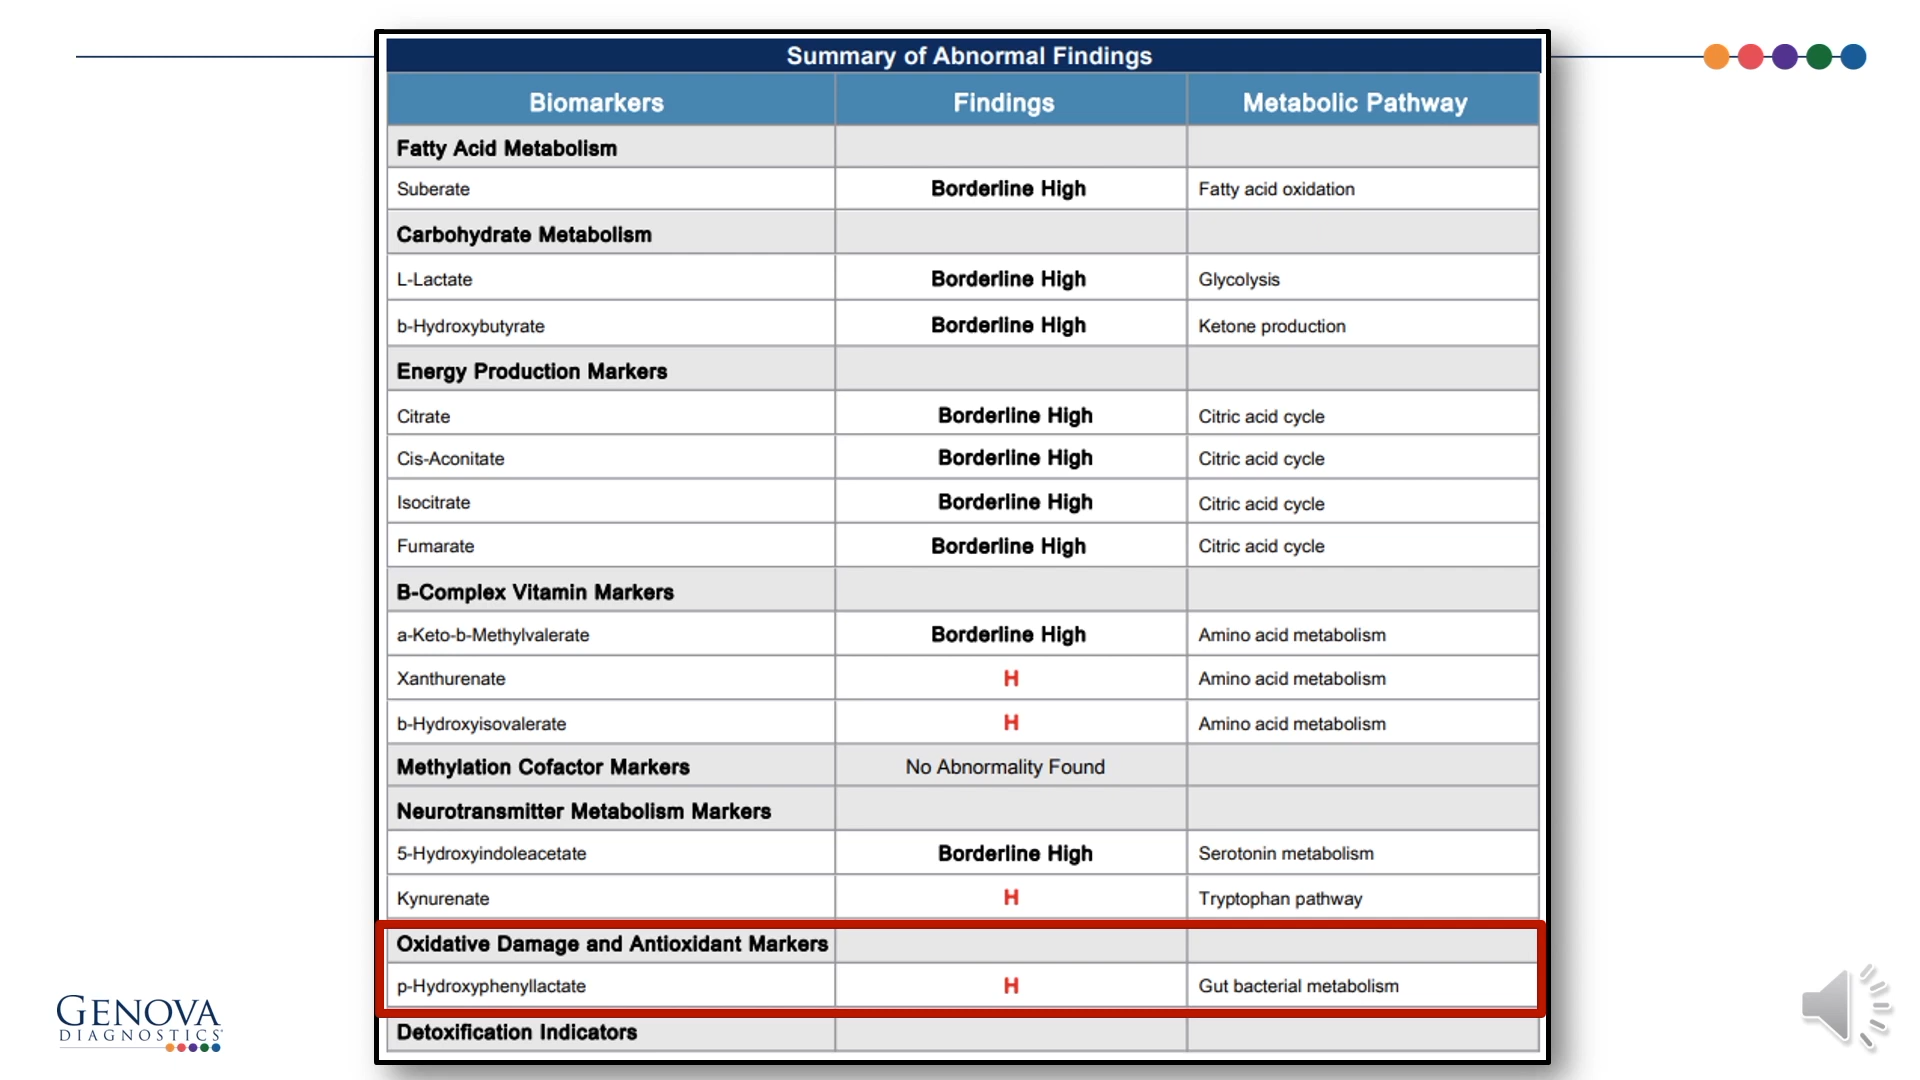 Summary of Abnormal Findings
Biomarkers Findings Metabolic Pathway
Fatty Acid Metabolism
Suberate Borderline High Fatty acid oxidation
Carbohydrate Metabolism
L-Lactate Borderline High Glycolysis
b-Hydroxybutyrate Borderline High Ketone production
Energy Production Markers
Citrate Borderline High Citric acid cycle
Cis-Aconitate Borderline High Citric acid cycle
Isocitrate Borderline High Citric acid cycle
Fumarate Borderline High Citric acid cycle
B-Complex Vitamin Markers
a-Keto-b-Methylvalerate Borderline High Amino acid metabolism
Xanthurenate H Amino acid metabolism
b-Hydroxyisovalerate H Amino acid metabolism
Methylation Cofactor Markers No Abnormality Found
Neurotransmitter Metabolism Markers
5-Hydroxyindoleacetate Borderline High Serotonin metabolism
Kynurenate H Tryptophan pathway
Oxidative Damage and Antioxidant Markers
p-Hydroxyphenyllactate H Gut bacterial metabolism
Detoxification Indicators
GENOVA
DIAGNOSTICS